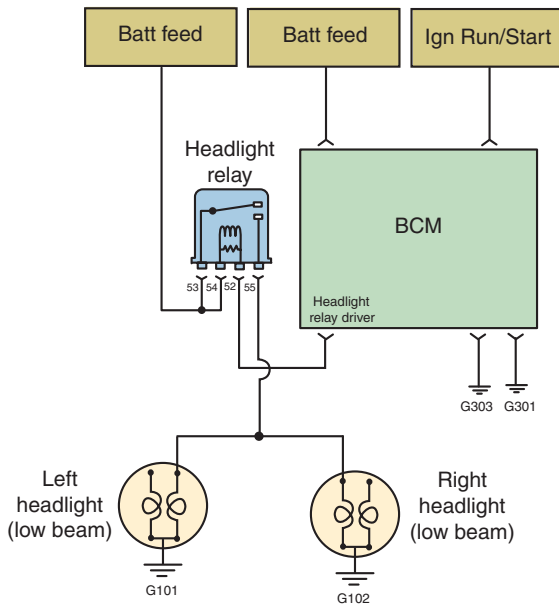 Batt feed
Batt feed
Ign Run/Start
Headlight
relay
BCM
53
54
52
55
Headlight
relay driver
G303
G301
Left
headlight
(low beam)
Right
headlight
(low beam)
G101
G102